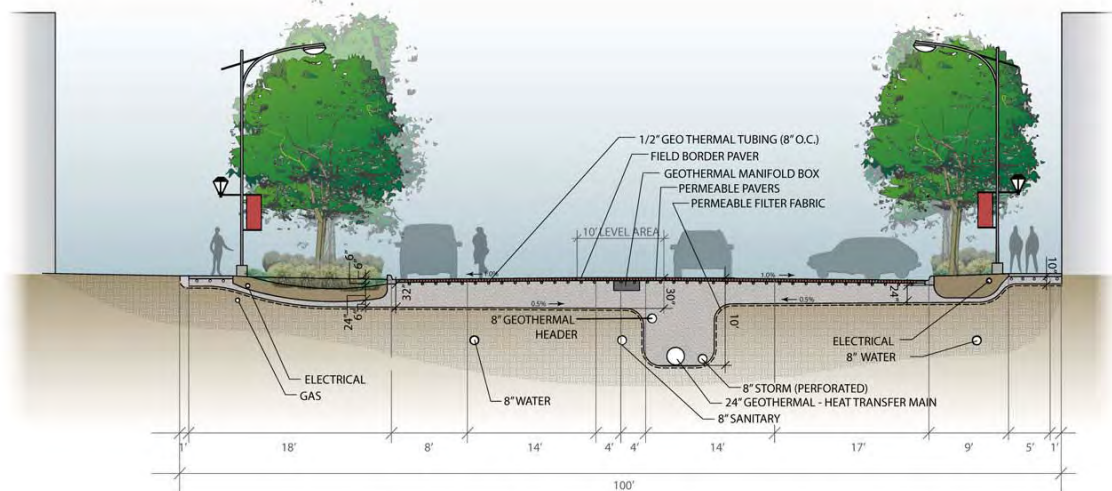 1/2" GEO THERMAL TUBING (8" O.C.)
FIELD BORDER PAVER
GEOTHERMAL MANIFOLD BOX
PERMEABLE PAVERS
PERMEABLE FILTER FABRIC
10' LEVEL AREA
1.0%
1.0%
6"
6"
32"
30"
24"
10"
0.5%
0.5%
24"
6"
10'
8" GEOTHERMAL
HEADER
ELECTRICAL
8" WATER
ELECTRICAL
GAS
8" WATER
8" STORM (PERFORATED)
24" GEOTHERMAL - HEAT TRANSFER MAIN
8" SANITARY
1' 18' 8' 14' 4' 4' 14' 17' 9' 5' 1'
100'